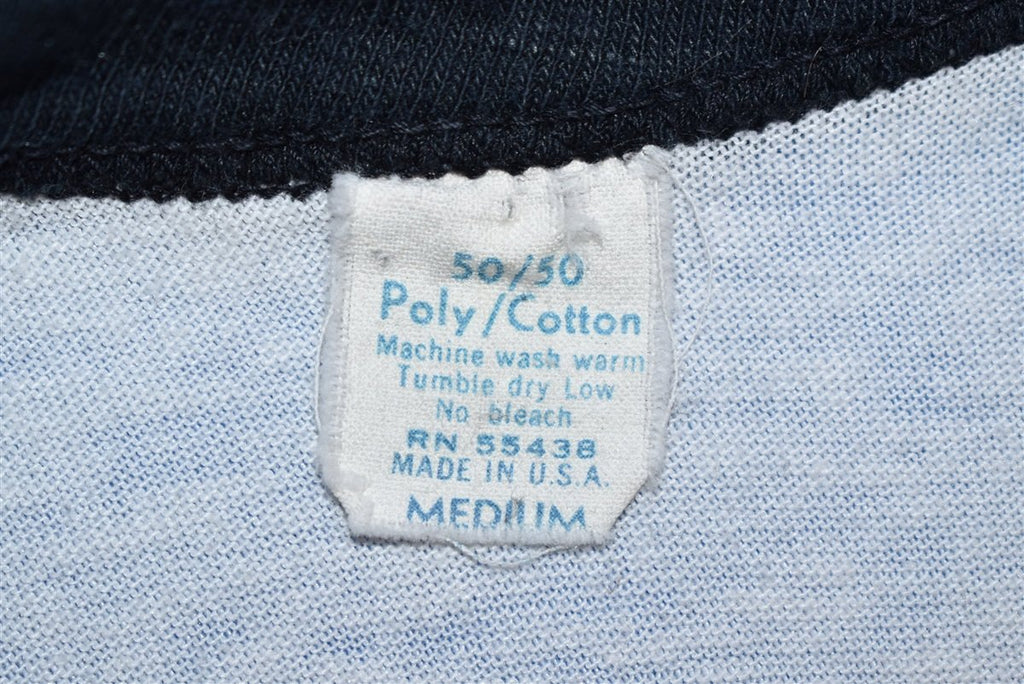 50/50
Poly/Cotton
Machine wash warm
Tumble dry Low
No bleach
RN 55438
MADE IN U.S.A.
MEDIUM